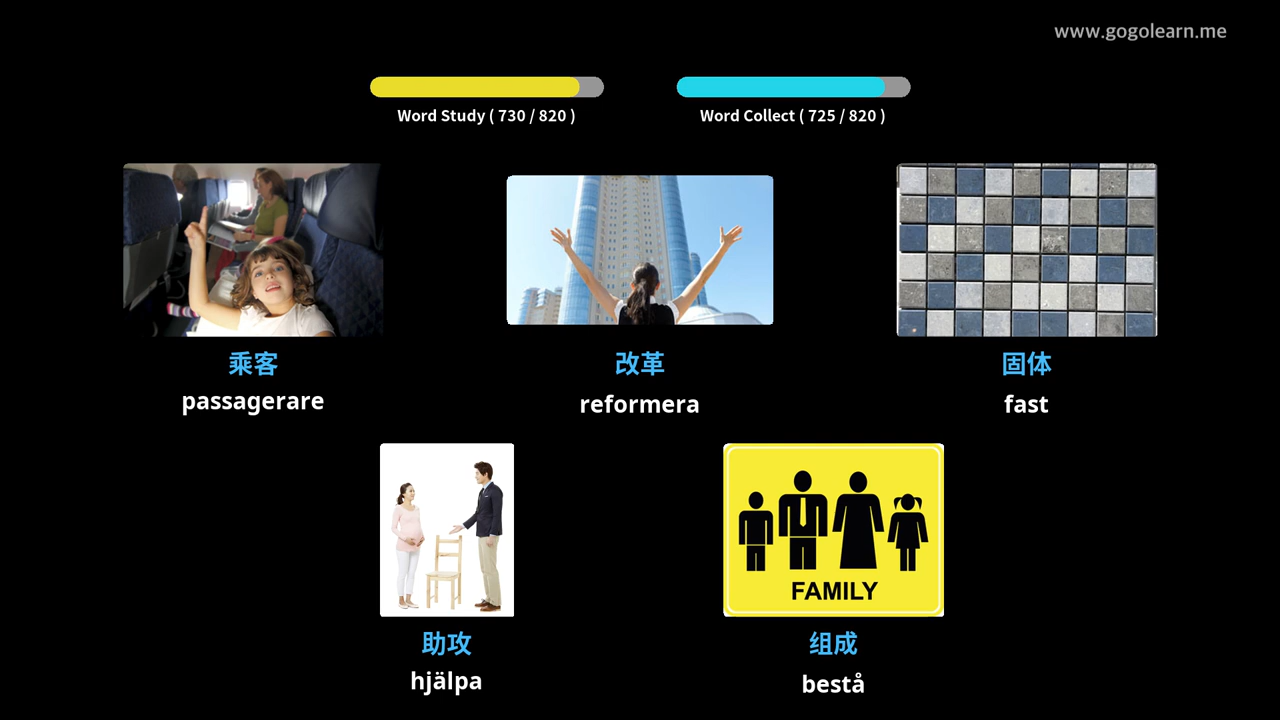 www.gogolearn.me
Word Study ( 730 / 820 )
Word Collect ( 725 / 820 )
乘客
passagerare
改革
reformera
固体
fast
助攻
hjälpa
FAMILY
组成
bestå